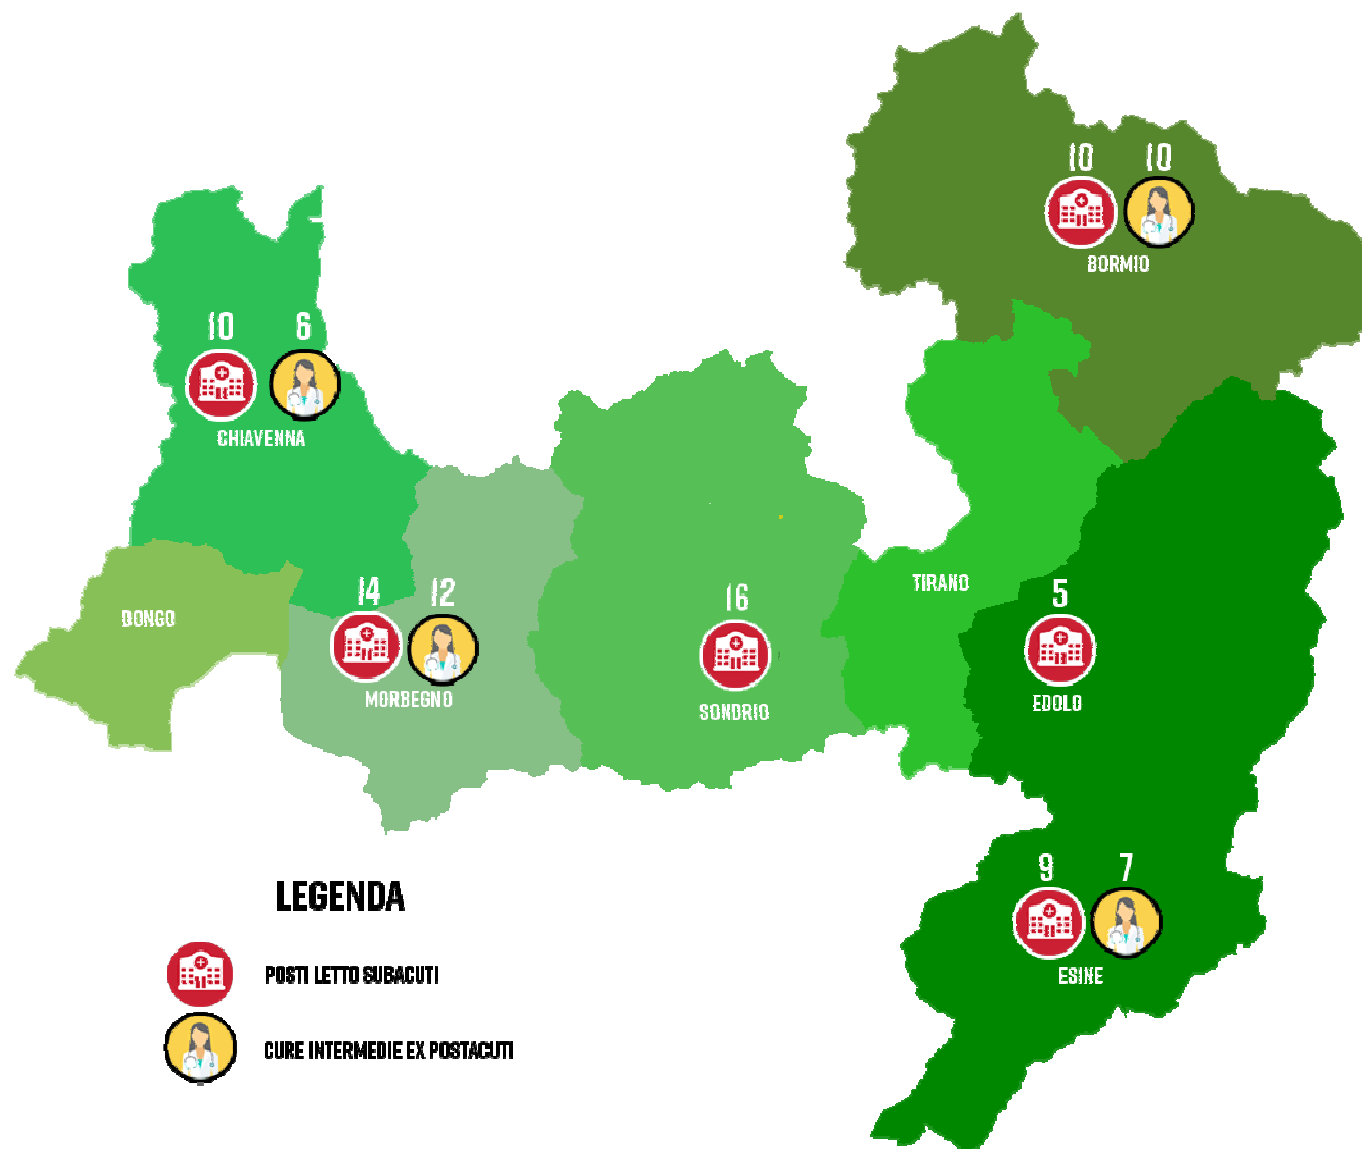 10 10
BORMIO
10 6
CHIAVENNA
DONGO
14 12
MORBEGNO
16
SONDRIO
TIRANO
5
EDOLO
9 7
ESINE
LEGENDA
POSTI LETTO SUBACUTI
CURE INTERMEDIE EX POSTACUTI